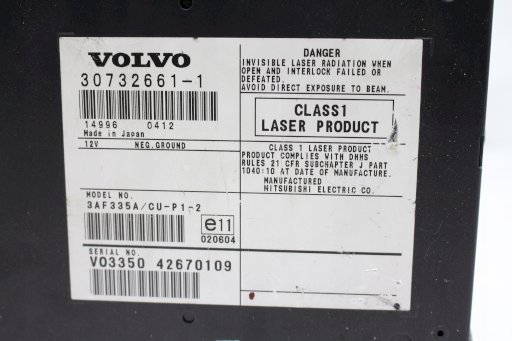 VOLVO
30732661-1
14996 0412
Made in Japan
12V NEG.GROUND
MODEL NO.
3AF335A/CU-P1-2
e11
020604
SERIAL NO.
VO3350 42670109
DANGER
INVISIBLE LASER RADIATION WHEN
OPEN AND INTERLOCK FAILED OR
DEFEATED.
AVOID DIRECT EXPOSURE TO BEAM.
CLASS1
LASER PRODUCT
CLASS 1 LASER PRODUCT
PRODUCT COMPLIES WITH DHHS
RULES 21 CFR SUBCHAPTER J PART
1040:10 AT DATE OF MANUFACTURE.
MANUFACTURED
MITSUBISHI ELECTRIC CO.